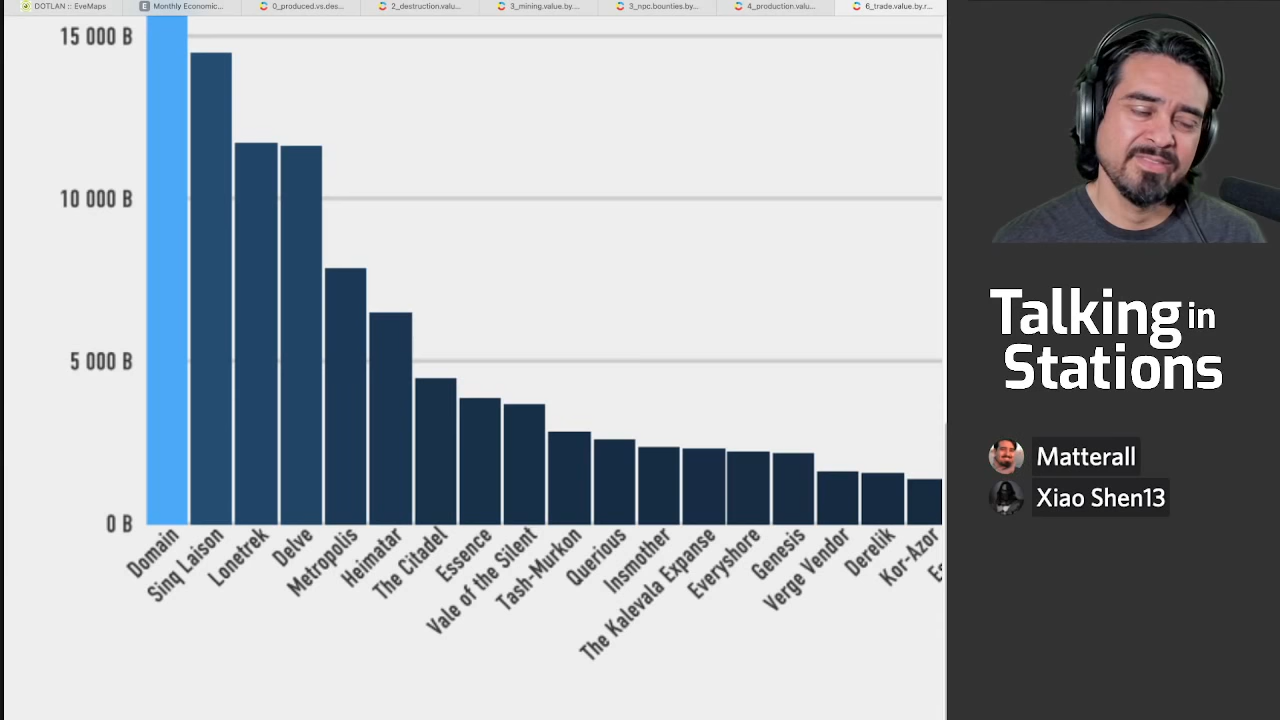 DOTLAN :: EveMaps
Monthly Economic...
0_produced.vs.des...
2_destruction.valu...
3_mining.value.by....
3_npc.bounties.by...
4_production.valu...
6_trade.value.by.r...
15 000 B
10 000 B
5 000 B
0 B
Domain
Sinq Laison
Lonetrek
Delve
Metropolis
Heimatar
The Citadel
Essence
Vale of the Silent
Tash-Murkon
Querious
Insmother
The Kalevala Expanse
Everyshore
Genesis
Verge Vendor
Derelik
Kor-Azor
Talking in
Stations
Matterall
Xiao Shen13